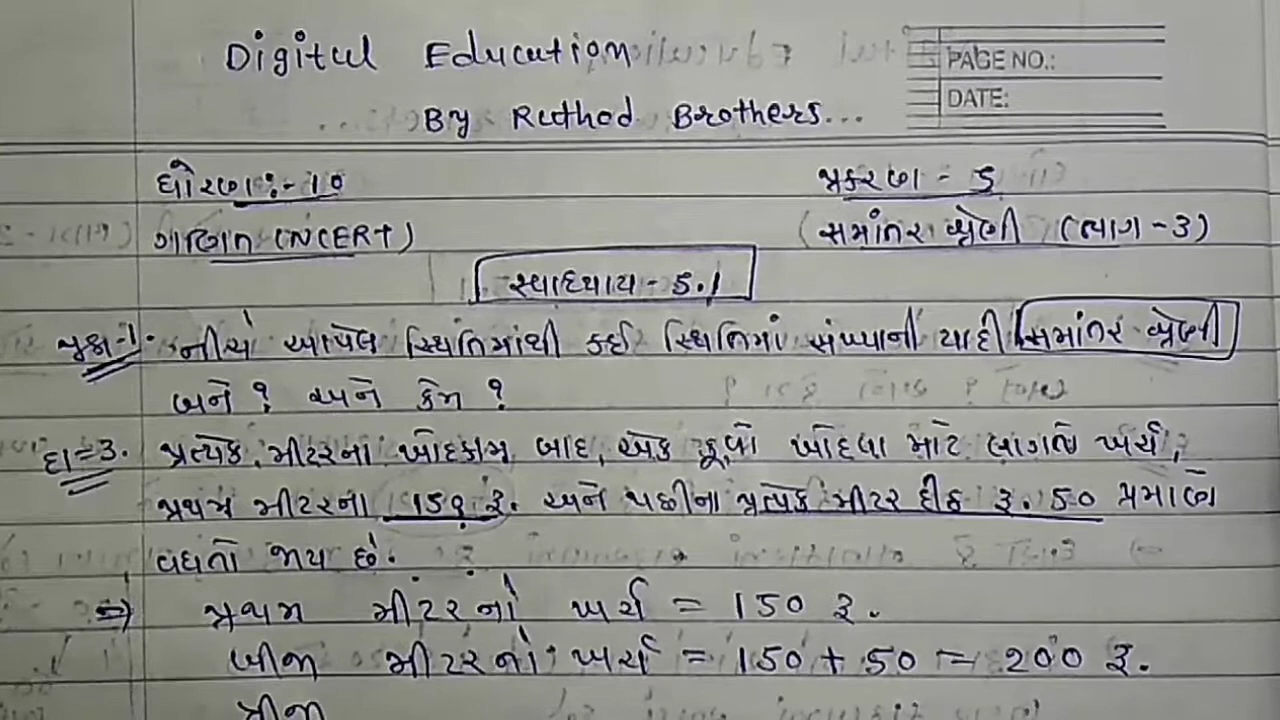 Digital Education
By Rathod Brothers...
PAGE NO.:
DATE:
ધોરણ :- 10
પ્રકરણ - 5
ગણિત (NCERT)
(સમાંતર શ્રેણી (ભાગ - 3)
સ્વાધ્યાય - 5.1
પ્રશ્ન-1. નીચે આપેલ સ્થિતિમાંથી કઈ સ્થિતિમાં સંખ્યાની યાદી સમાંતર શ્રેણી
બને ? અને કેમ ?
દા=3. પ્રત્યેક મીટરના ખોદકામ બાદ, એક કૂવો ખોદવા માટે લાગતો ખર્ચ,
પ્રથમ મીટરના 150 રૂ. અને પછીના પ્રત્યેક મીટર દીઠ રૂ. 50 પ્રમાણે
વધતો જાય છે.
⇒ પ્રથમ મીટરનો ખર્ચ = 150 રૂ.
બીજા મીટરનો ખર્ચ = 150 + 50 = 200 રૂ.
ત્રીજા